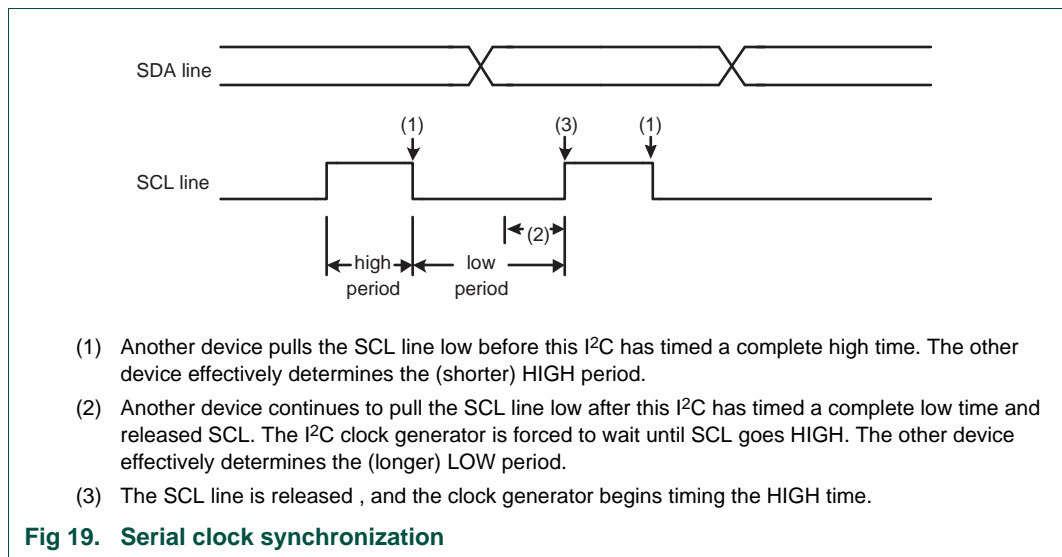 SDA line
(1)
(3)
(1)
SCL line
(2)
high
period
low
period
(1) Another device pulls the SCL line low before this I2C has timed a complete high time. The other
device effectively determines the (shorter) HIGH period.
(2) Another device continues to pull the SCL line low after this I2C has timed a complete low time and
released SCL. The I2C clock generator is forced to wait until SCL goes HIGH. The other device
effectively determines the (longer) LOW period.
(3) The SCL line is released , and the clock generator begins timing the HIGH time.
Fig 19. Serial clock synchronization